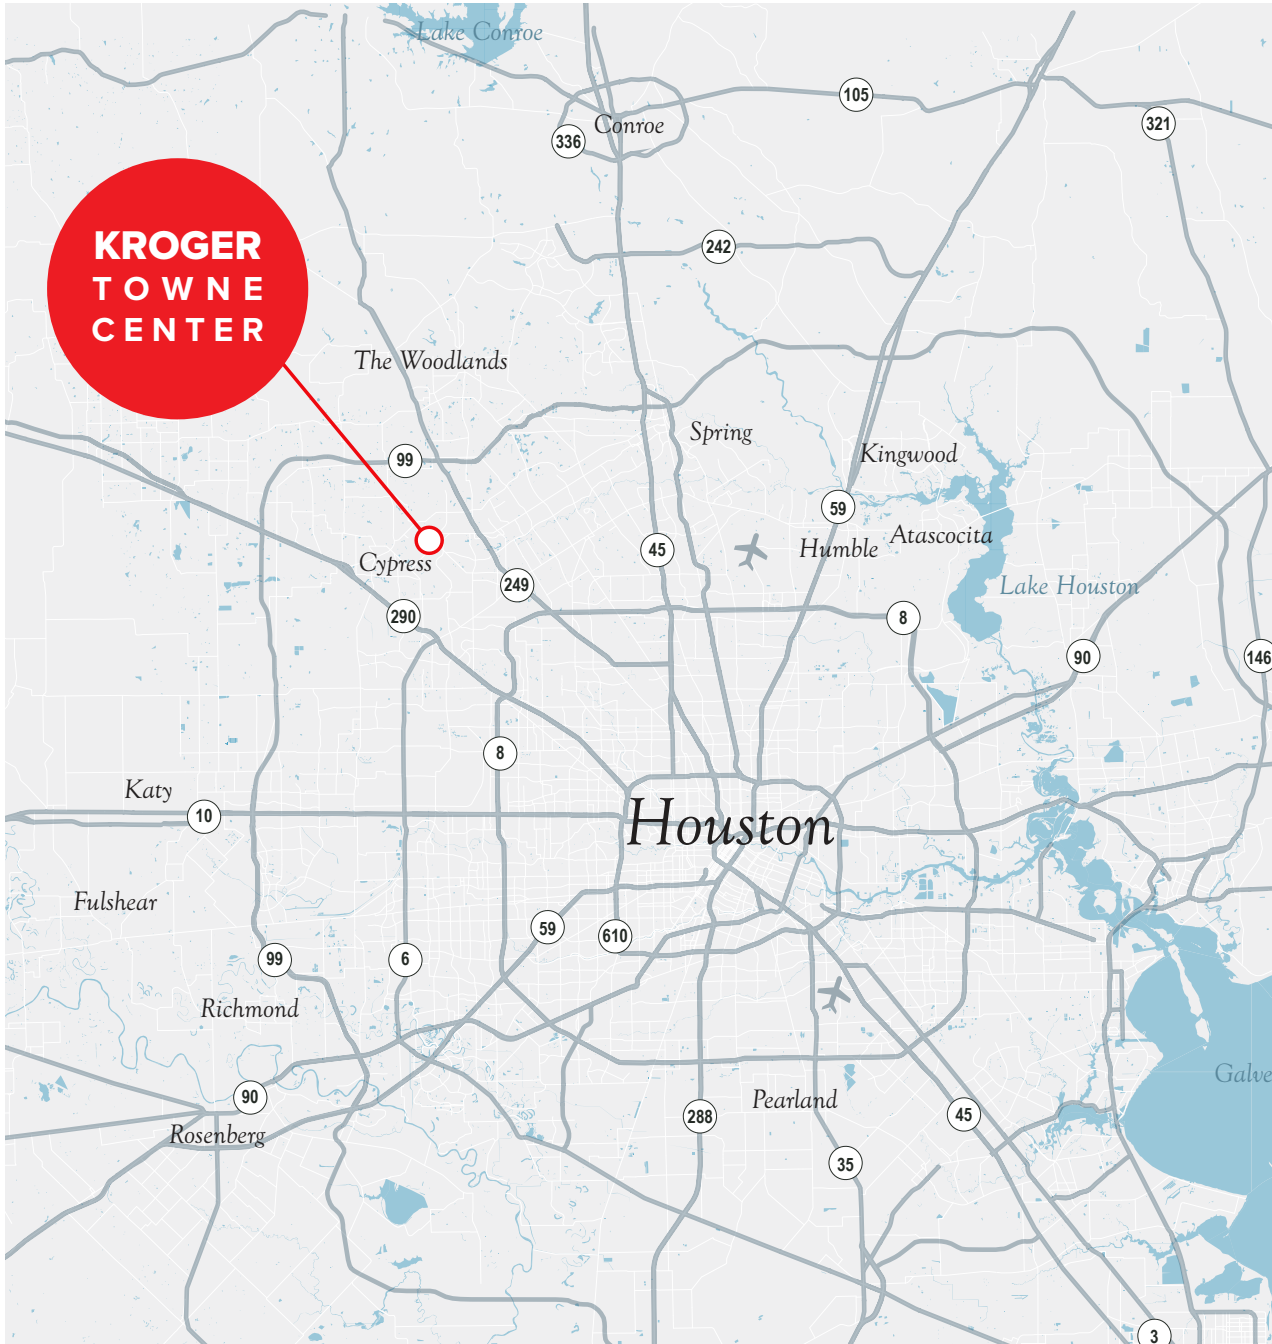 Lake Conroe
105
321
Conroe
336
KROGER
TOWNE
CENTER
242
The Woodlands
Spring
Kingwood
99
59
Atascocita
Humble
45
Cypress
249
Lake Houston
290
8
90
146
8
Katy
10
Houston
Fulshear
59
610
99
6
Richmond
Galve
90
Pearland
288
45
Rosenberg
35
3